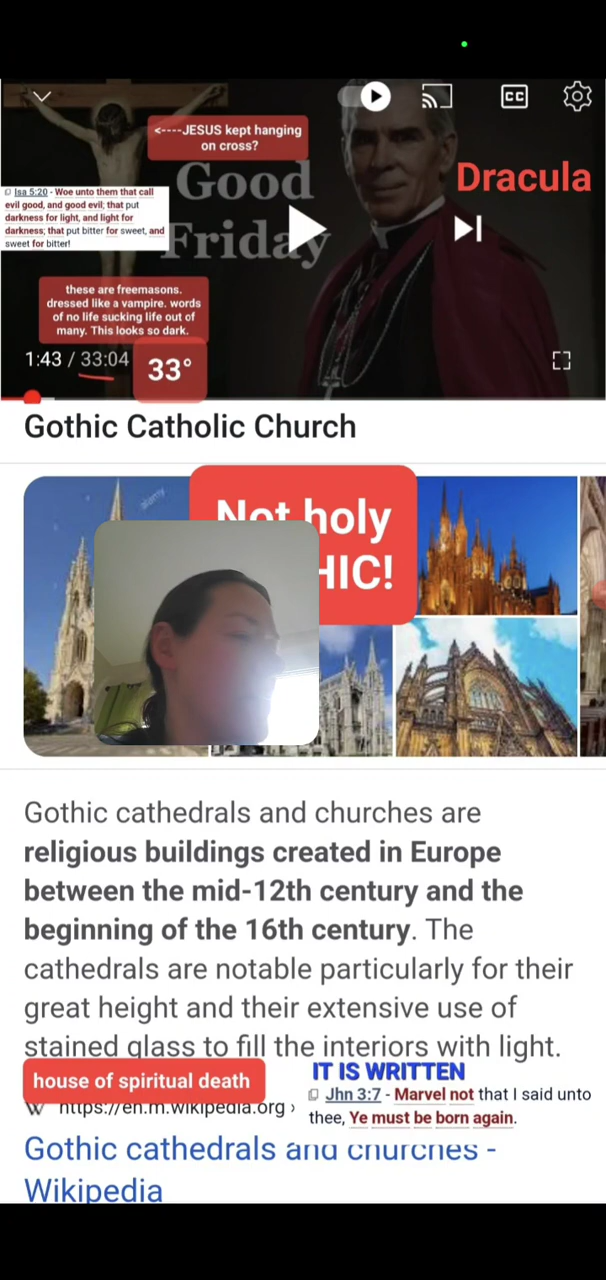 <----JESUS kept hanging
on cross?
Good
Friday
Dracula
Isa 5:20 - Woe unto them that call
evil good, and good evil; that put
darkness for light, and light for
darkness; that put bitter for sweet, and
sweet for bitter!
these are freemasons.
dressed like a vampire. words
of no life sucking life out of
many. This looks so dark.
1:43 / 33:04
33°
CC
Gothic Catholic Church
alamy
Not holy
HIC!
Gothic cathedrals and churches are
religious buildings created in Europe
between the mid-12th century and the
beginning of the 16th century. The
cathedrals are notable particularly for their
great height and their extensive use of
stained glass to fill the interiors with light.
house of spiritual death
IT IS WRITTEN
Jhn 3:7 - Marvel not that I said unto
thee, Ye must be born again.
W https://en.m.wikipedia.org ›
Gothic cathedrals and churches -
Wikipedia